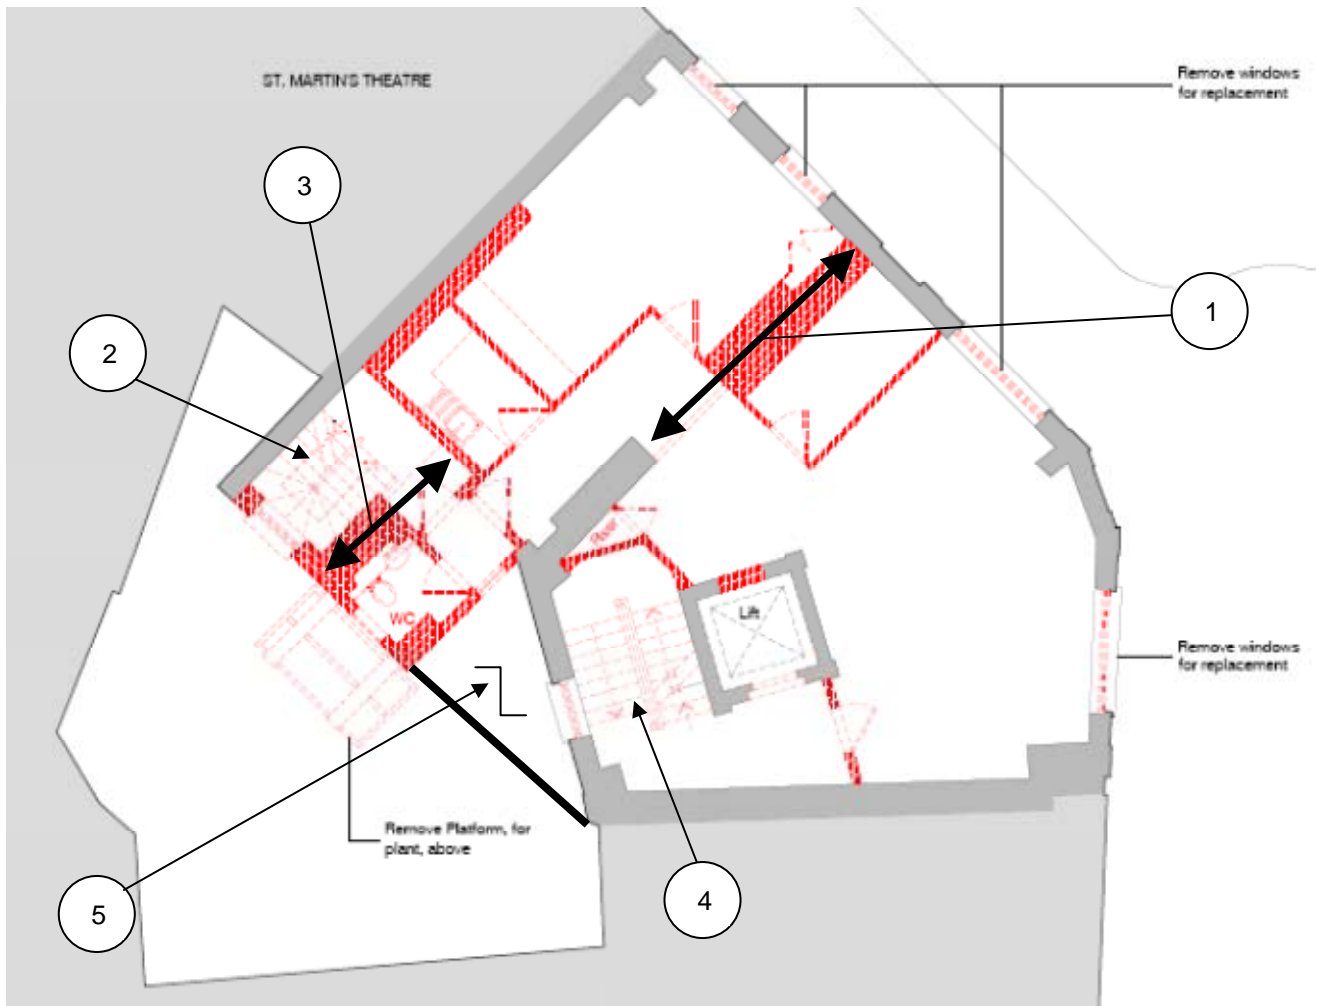 ST. MARTIN'S THEATRE
Remove windows
for replacement
3
1
2
Riser
Lift
WC
Remove windows
for replacement
Remove Platform, for
plant, above
4
5